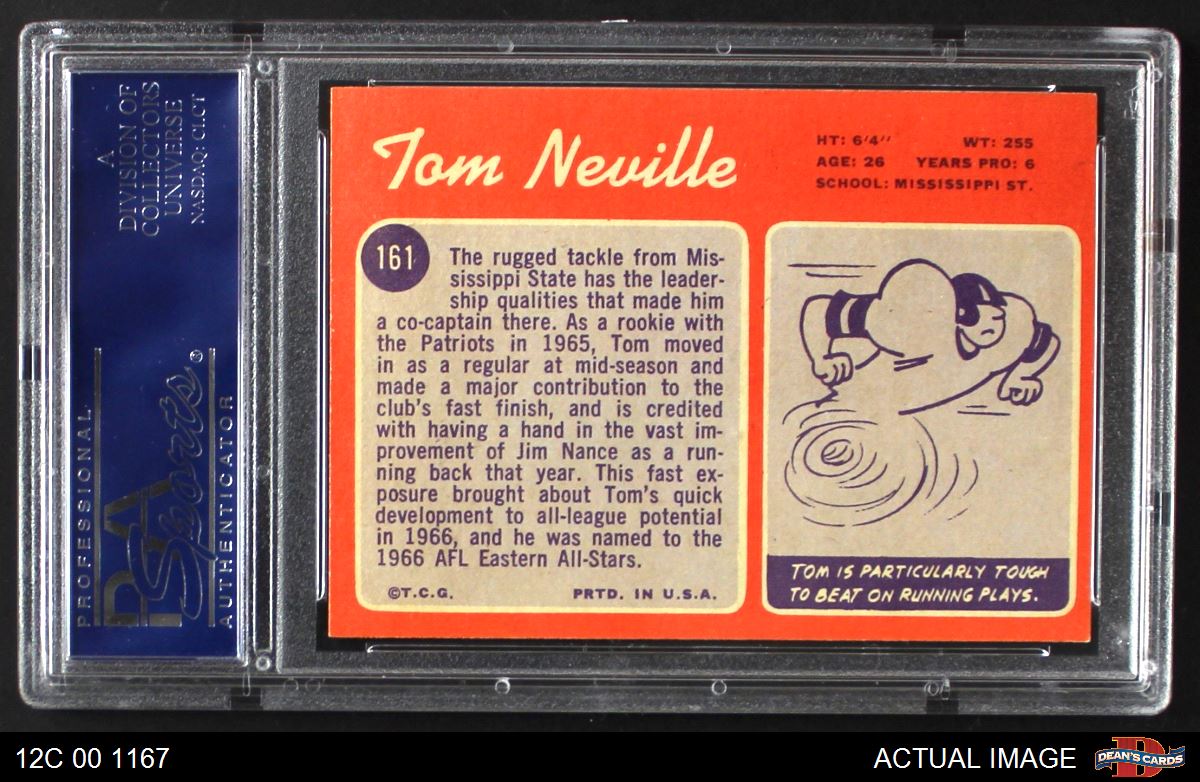 A
DIVISION OF
COLLECTORS
UNIVERSE
NASDAQ: CLCT
PROFESSIONAL
PSA
Sports®
AUTHENTICATOR
Tom Neville
HT: 6'4'' WT: 255
AGE: 26 YEARS PRO: 6
SCHOOL: MISSISSIPPI ST.
161
The rugged tackle from Mis-
sissippi State has the leader-
ship qualities that made him
a co-captain there. As a rookie with
the Patriots in 1965, Tom moved
in as a regular at mid-season and
made a major contribution to the
club's fast finish, and is credited
with having a hand in the vast im-
provement of Jim Nance as a run-
ning back that year. This fast ex-
posure brought about Tom's quick
development to all-league potential
in 1966, and he was named to the
1966 AFL Eastern All-Stars.
©T.C.G. PRTD. IN U.S.A.
TOM IS PARTICULARLY TOUGH
TO BEAT ON RUNNING PLAYS.
12C 00 1167
ACTUAL IMAGE
D
DEAN'S CARDS